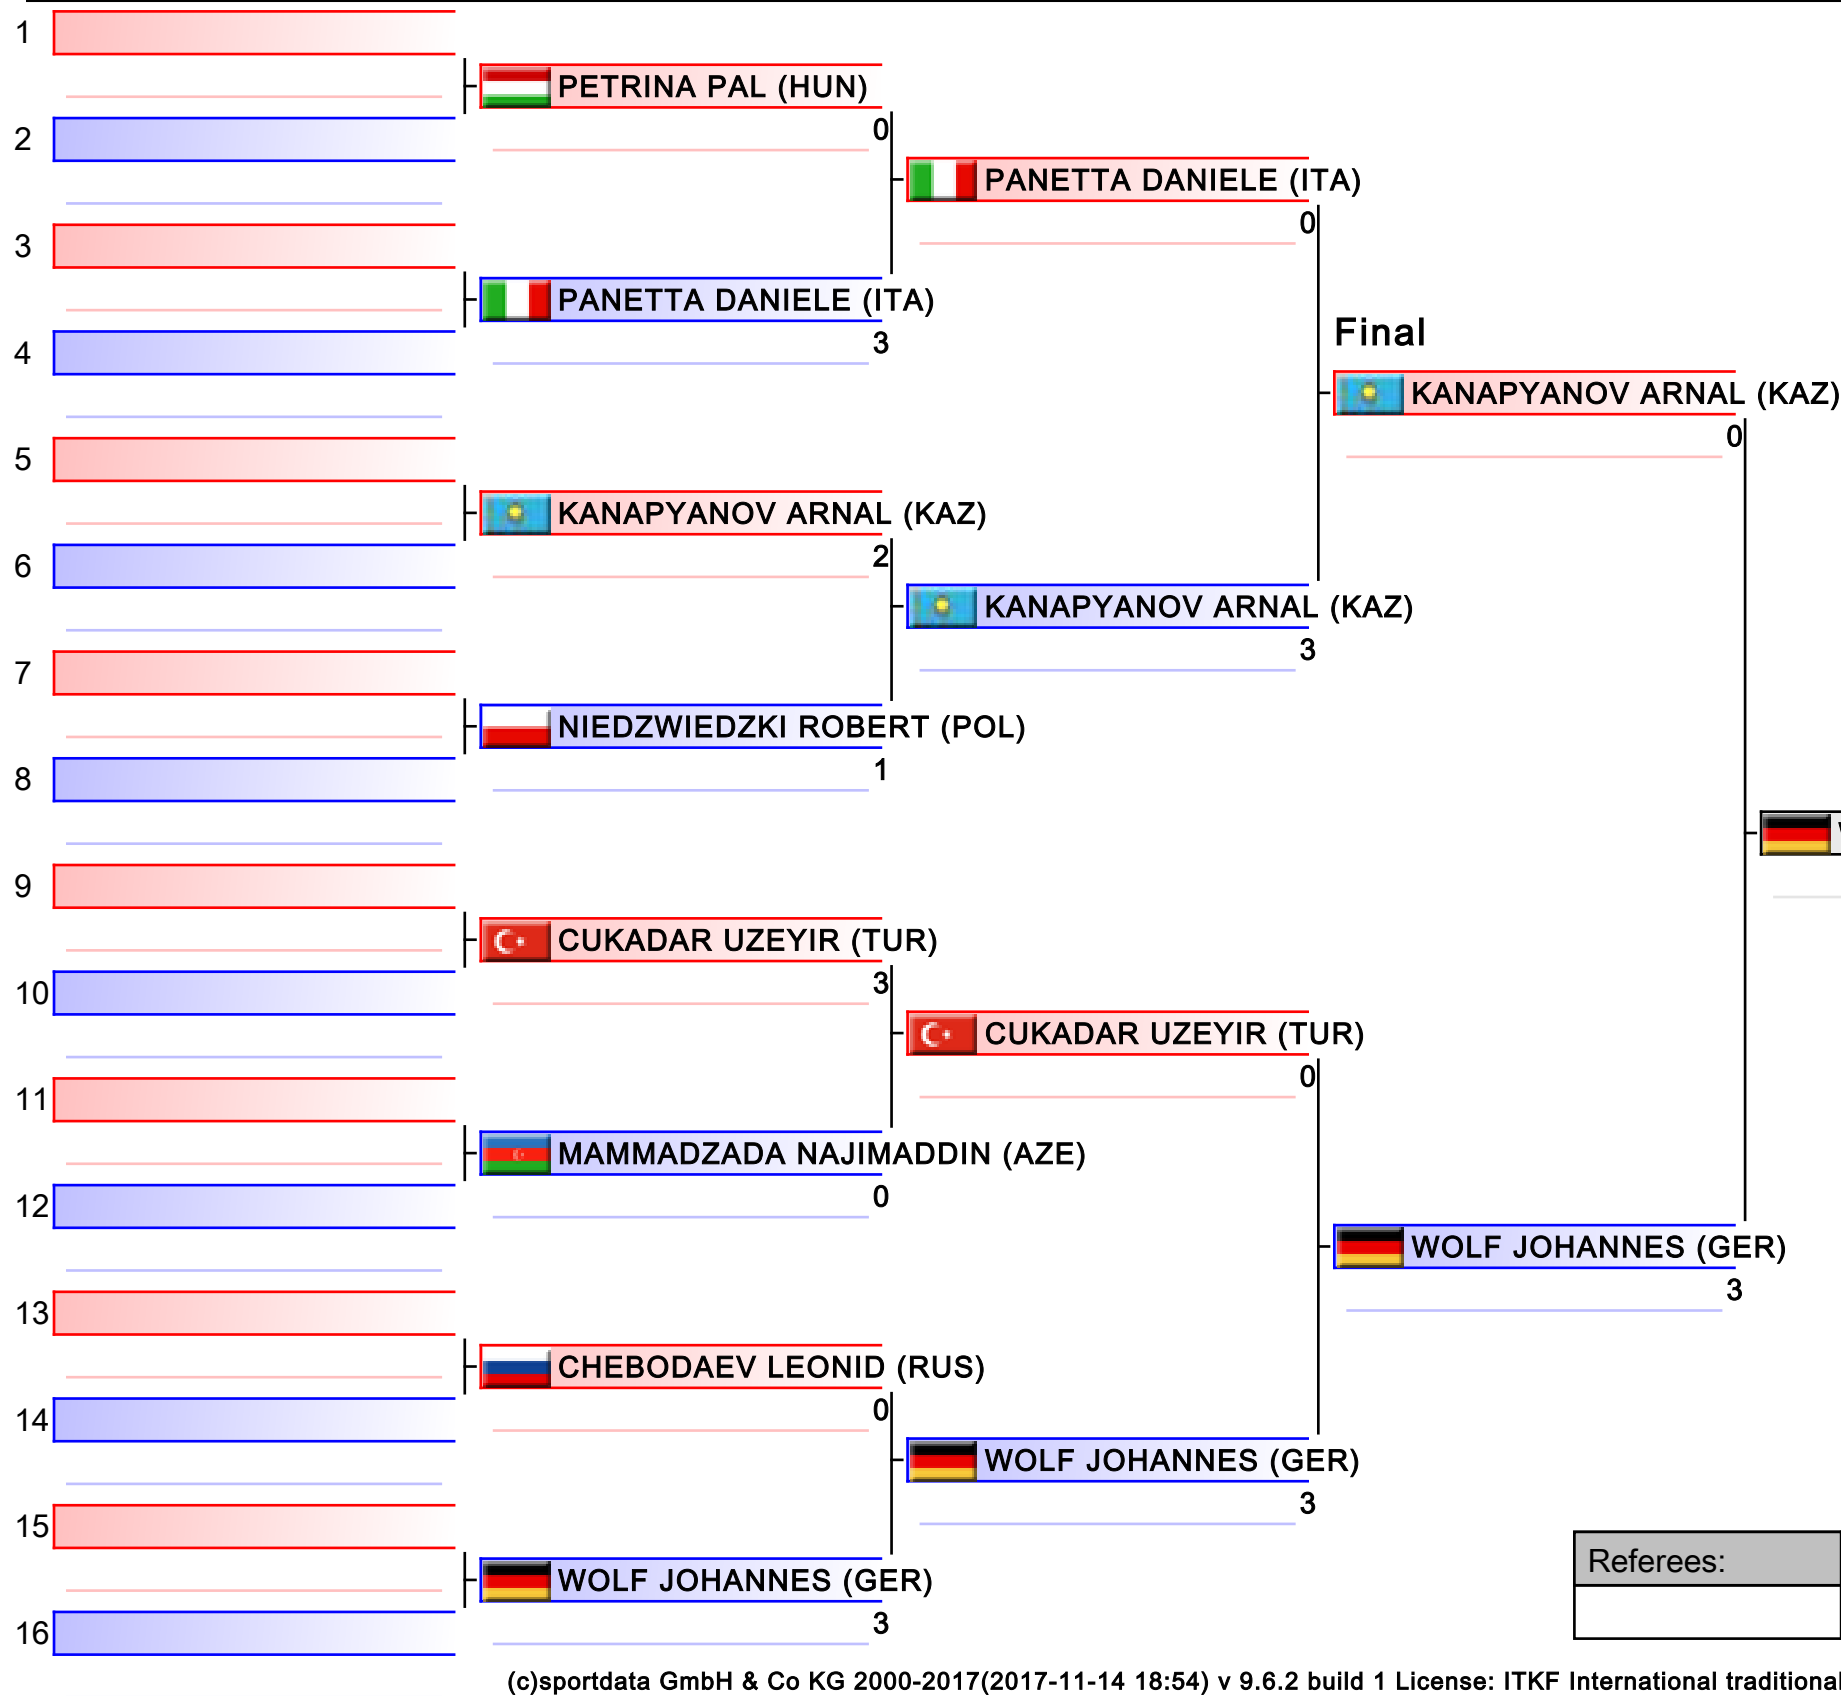 1
PETRINA PAL (HUN)
0
2
PANETTA DANIELE (ITA)
0
3
PANETTA DANIELE (ITA)
3
4
Final
KANAPYANOV ARNAL (KAZ)
0
5
KANAPYANOV ARNAL (KAZ)
2
6
KANAPYANOV ARNAL (KAZ)
3
7
NIEDZWIEDZKI ROBERT (POL)
1
8
9
CUKADAR UZEYIR (TUR)
3
10
CUKADAR UZEYIR (TUR)
0
11
MAMMADZADA NAJIMADDIN (AZE)
0
12
WOLF JOHANNES (GER)
3
13
CHEBODAEV LEONID (RUS)
0
14
WOLF JOHANNES (GER)
3
15
Referees:
WOLF JOHANNES (GER)
3
16
(c)sportdata GmbH & Co KG 2000-2017(2017-11-14 18:54) v 9.6.2 build 1 License: ITKF International traditional